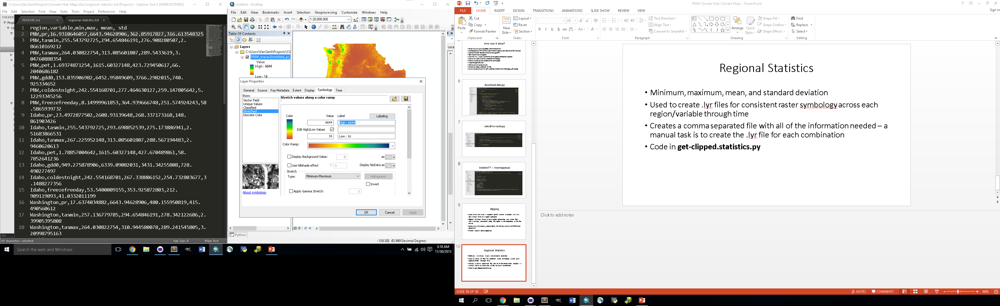 C:\Users\VanSant\Projects\Climate-Hub-Maps\Doc\regional-statistics.txt (Projects) - Sublime Text 2 (UNREGISTERED)
File Edit Selection Find View Goto Tools Project Preferences Help
FOLDER
README.md
regional-statistics.txt
Proje
1 region,variable,min,max, mean, std
2 PNW,pr,16.9310646057,6643.94628906,362.85917827,316.613548325
3 PNW,tasmin,255.543792725,294.654846191,276.908280507,2.
86610169212
4 PNW,tasmax,264.030822754,313.085601807,289.5433619,3.
04760888354
5 PNW,pet,1.69374871254,1615.60327148,423.729450617,66.
2040686182
6 PNW,gdd0,153.835906982,6452.95849609,3766.2982015,740.
925334652
7 PNW,coldestnight,242.554168701,277.464630127,259.147805642,5.
12293345256
8 PNW,freezefreeday,8.14999961853,364.939666748,251.574924243,58
.5865939732
9 Idaho,pr,23.4972877502,2608.93139648,268.337173168,148.
861903426
10 Idaho,tasmin,255.543792725,293.698852539,275.173886941,2.
51683866531
11 Idaho,tasmax,267.225952148,313.085601807,288.567194483,2.
9460620613
12 Idaho,pet,1.78857004642,1615.60327148,427.670489861,58.
7852641236
13 Idaho,gdd0,949.275878906,6339.09082031,3431.34255808,728.
490277497
14 Idaho,coldestnight,242.554168701,267.338806152,254.732803677,3
.1488277356
15 Idaho,freezefreeday,53.5400009155,353.925872803,212.
989119893,41.0332011199
16 Washington,pr,17.6374034882,6643.94628906,480.155950819,415.
490560612
17 Washington,tasmin,257.136779785,294.654846191,278.342122686,2.
39905395808
18 Washington,tasmax,264.030822754,310.944580078,289.241545805,3.
20998795163
61 characters selected
Tab Size: 4
Plain Text
Search the web and Windows
Untitled - ArcMap
File Edit View Bookmarks Insert Selection Geoprocessing Customize Windows Help
1:20,000,000
Table Of Contents
Layers
C:\Users\VanSant\Projects\Cli
PNW_macav2metdata_pr_
Value
High : 6644
Low : 16
Loca
Layer Properties
General Source Key Metadata Extent Display Symbology Time
Show:
Vector Field
Unique Values
Classified
Stretched
Discrete Color
About symbology
Stretch values along a color ramp
Color Value Label Labeling
6644 High : 6644
Edit High/Low Values
16 Low : 16
Color Ramp:
Display Background Value: 0 as
Use hillshade effect Z: 1 Display NoData as
Stretch
Type: Minimum-Maximum Histograms
Invert
Apply Gamma Stretch: 1
OK Cancel Apply
Python
-128.302 43.949 Decimal Degrees
3:18 AM
11/30/2015
PNW Climate Hub Climate Maps - PowerPoint
Sign in
FILE HOME INSERT DESIGN TRANSITIONS ANIMATIONS SLIDE SHOW REVIEW VIEW
Paste
Cut
Copy
Format Painter
Clipboard
New
Slide
Layout
Reset
Section
Slides
28
Font
Text Direction
Align Text
Convert to SmartArt
Paragraph
Arrange
Quick
Styles
Shape Fill
Shape Outline
Shape Effects
Drawing
Find
Replace
Select
Editing
How was it done?
6
download-data.py
7
netcdf-to-raster.py
8
Solution?? – mywrapper.py
9
Clipping
10
Regional Statistics
Regional Statistics
• Minimum, maximum, mean, and standard deviation
• Used to create .lyr files for consistent raster symbology across each
region/variable through time
• Creates a comma separated file with all of the information needed – a
manual task is to create the .lyr file for each combination
• Code in get-clipped.statistics.py
Click to add notes
SLIDE 10 OF 10
NOTES COMMENTS
80%